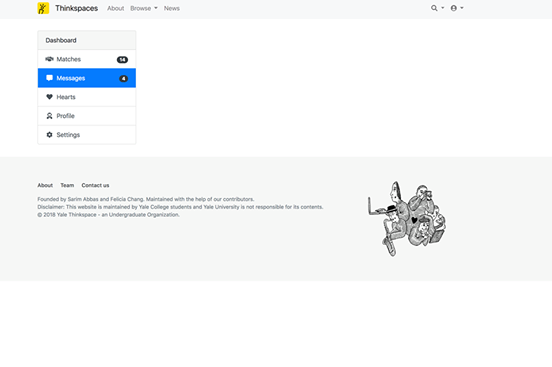 Thinkspaces About Browse News
Dashboard
Matches 14
Messages 4
Hearts
Profile
Settings
About Team Contact us
Founded by Sarim Abbas and Felicia Chang. Maintained with the help of our contributors.
Disclaimer: This website is maintained by Yale College students and Yale University is not responsible for its contents.
© 2018 Yale Thinkspace - an Undergraduate Organization.